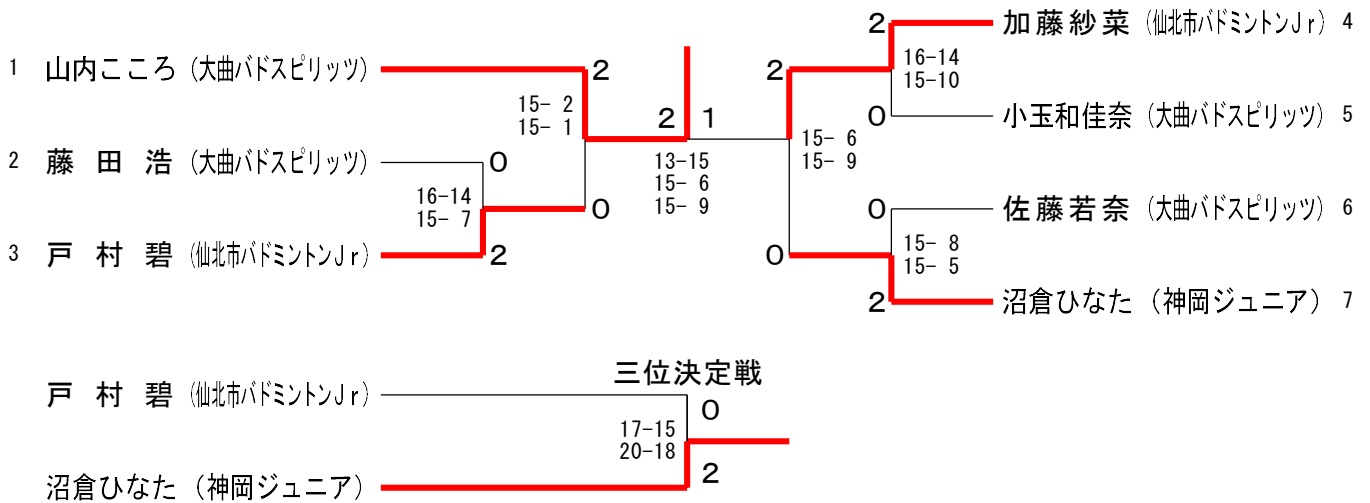 1 山内こころ (大曲バドスピリッツ)
2
15- 2
15- 1
2 藤田浩 (大曲バドスピリッツ)
0
16-14
15- 7
0
3 戸村碧 (仙北市バドミントンJr)
2
2 1
13-15
15- 6
15- 9
2
加藤紗菜 (仙北市バドミントンJr) 4
2
16-14
15-10
0
小玉和佳奈 (大曲バドスピリッツ) 5
15- 6
15- 9
0
佐藤若奈 (大曲バドスピリッツ) 6
15- 8
15- 5
0
2
沼倉ひなた (神岡ジュニア) 7
三位決定戦
戸村碧 (仙北市バドミントンJr)
0
17-15
20-18
2
沼倉ひなた (神岡ジュニア)